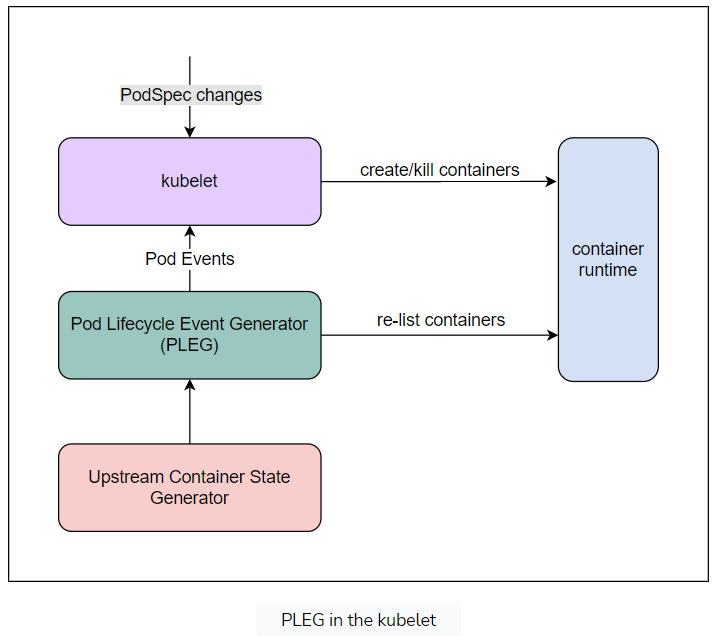 PodSpec changes
kubelet
create/kill containers
container
runtime
Pod Events
Pod Lifecycle Event Generator
(PLEG)
re-list containers
Upstream Container State
Generator
PLEG in the kubelet